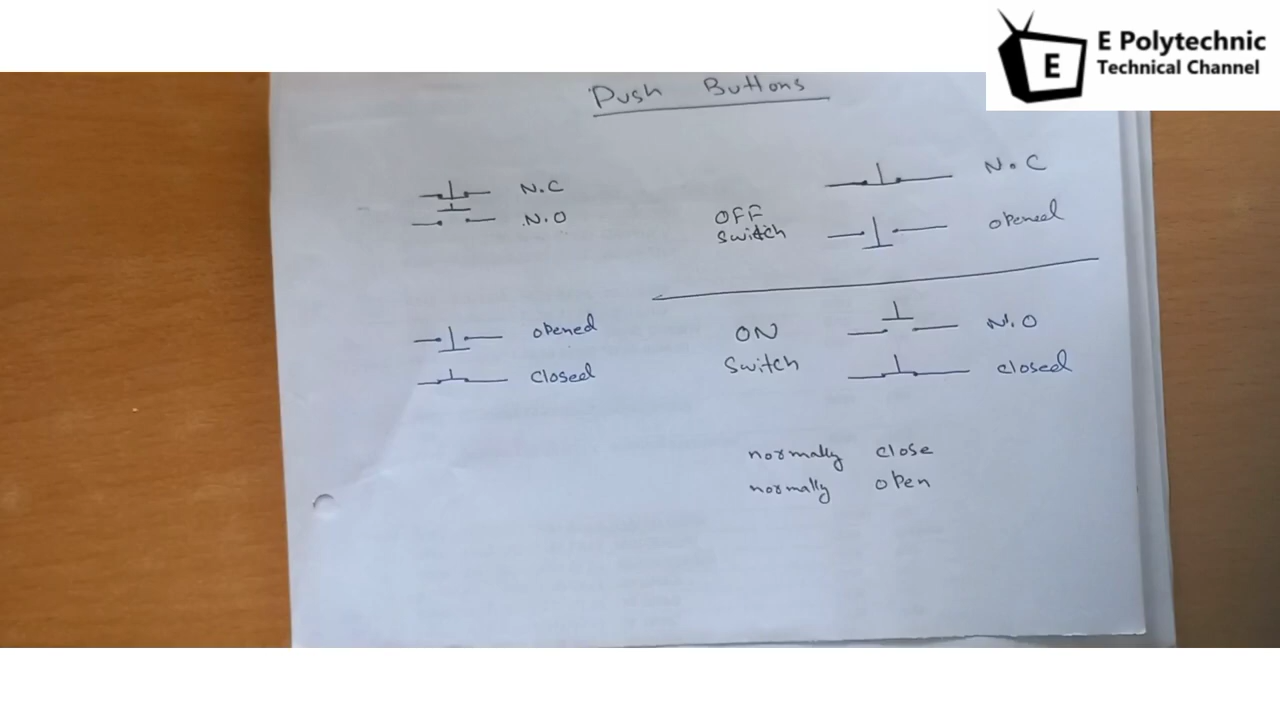 E Polytechnic
Technical Channel
E
Push Buttons
N.C
N.O
OFF
Switch
N.C
opened
opened
closed
ON
Switch
N.O
closed
normally close
normally open